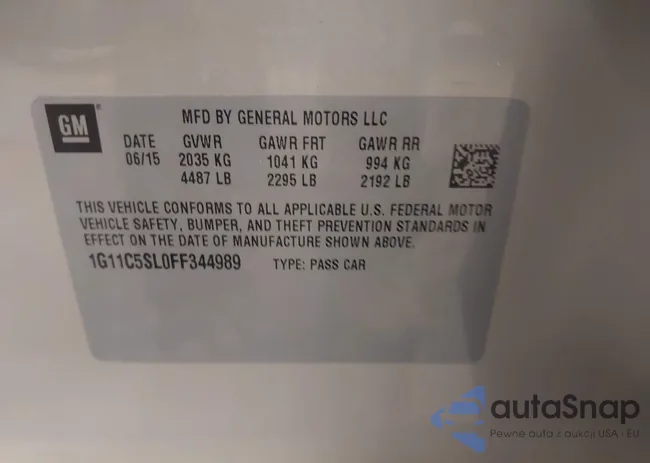 GM
MFD BY GENERAL MOTORS LLC
DATE GVWR GAWR FRT GAWR RR
06/15 2035 KG 1041 KG 994 KG
4487 LB 2295 LB 2192 LB
THIS VEHICLE CONFORMS TO ALL APPLICABLE U.S. FEDERAL MOTOR
VEHICLE SAFETY, BUMPER, AND THEFT PREVENTION STANDARDS IN
EFFECT ON THE DATE OF MANUFACTURE SHOWN ABOVE.
1G11C5SL0FF344989 TYPE: PASS CAR
autaSnap
Pewne auta z aukcji USA - EU